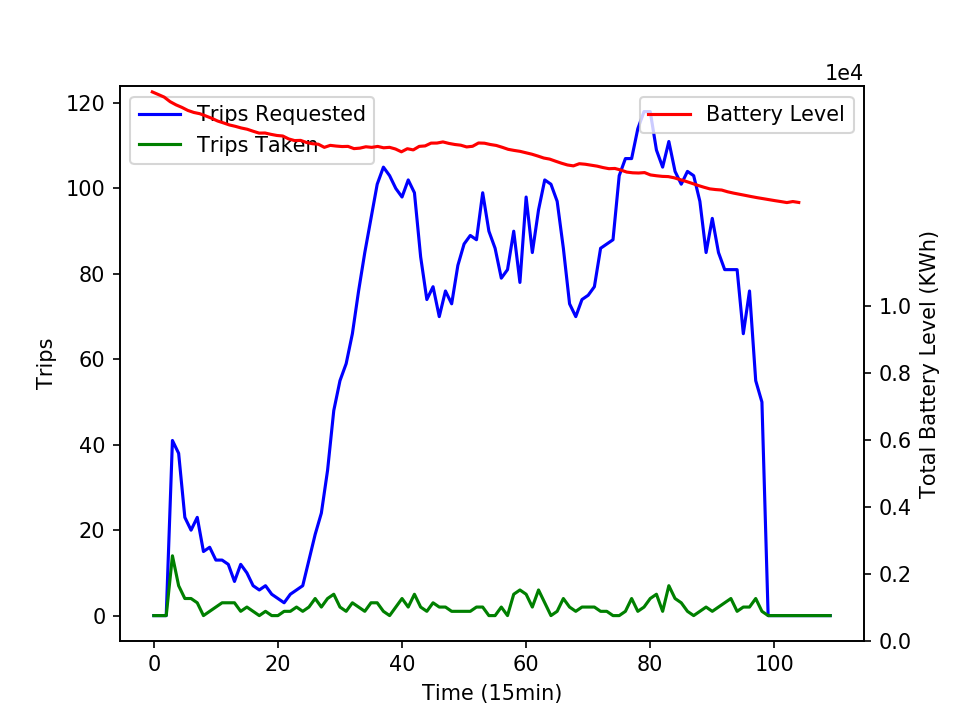 1e4
120
100
80
60
40
20
0
Trips
Trips Requested
Trips Taken
Battery Level
1.0
0.8
0.6
0.4
0.2
0.0
Total Battery Level (KWh)
0 20 40 60 80 100
Time (15min)